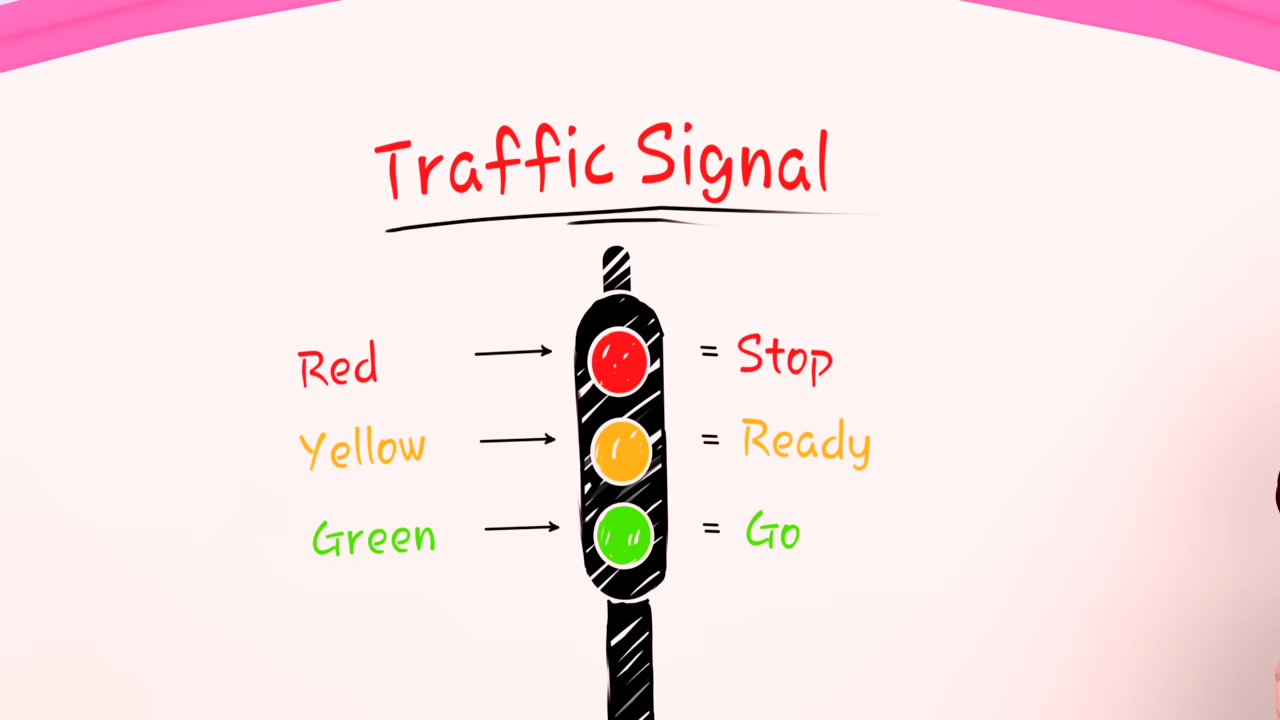 Traffic Signal
Red → = Stop
Yellow → = Ready
Green → = Go